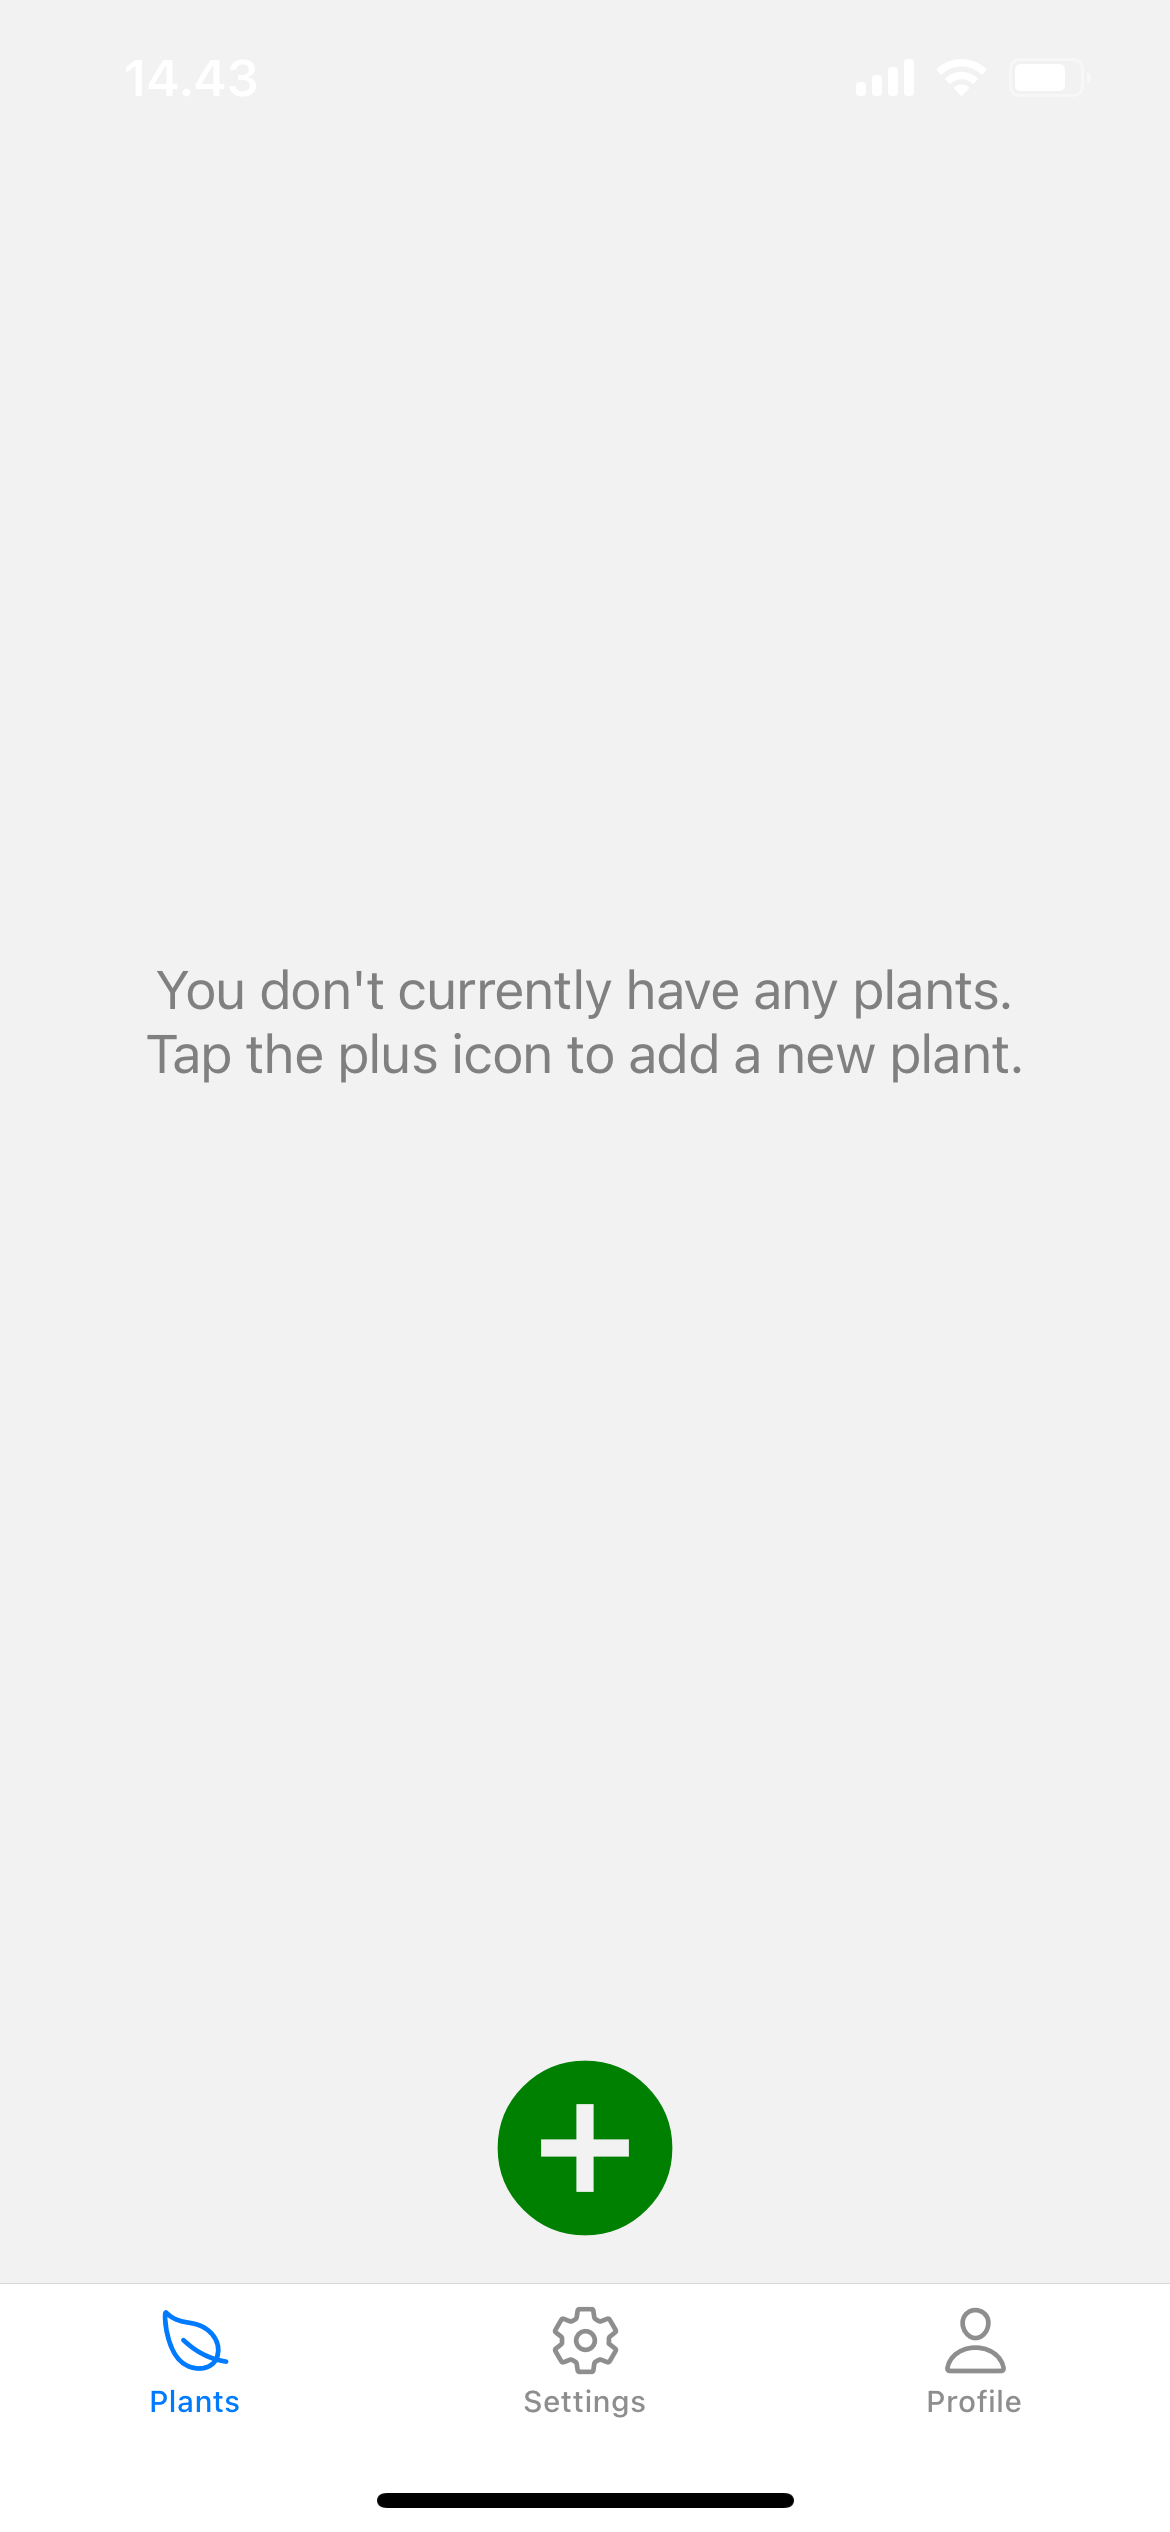 14.43
You don't currently have any plants.
Tap the plus icon to add a new plant.
Plants
Settings
Profile